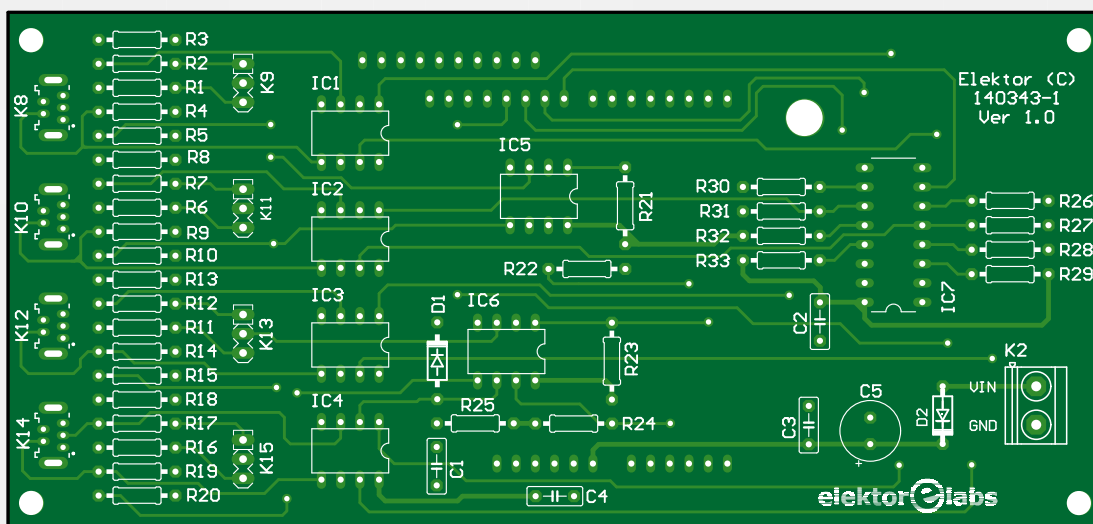 R3
R2
R1
R4
R5
R8
R7
R6
R9
R10
R13
R12
R11
R14
R15
R18
R17
R16
R19
R20
K8
K10
K12
K14
K9
K11
K13
K15
IC1
IC2
IC3
IC4
IC5
R21
R22
D1
IC6
R23
R25
R24
C1
C4
R30
R31
R32
R33
C2
C3
C5
+
IC7
R26
R27
R28
R29
Elektor (C)
140343-1
Ver 1.0
K2
VIN
GND
D2
elektor e labs